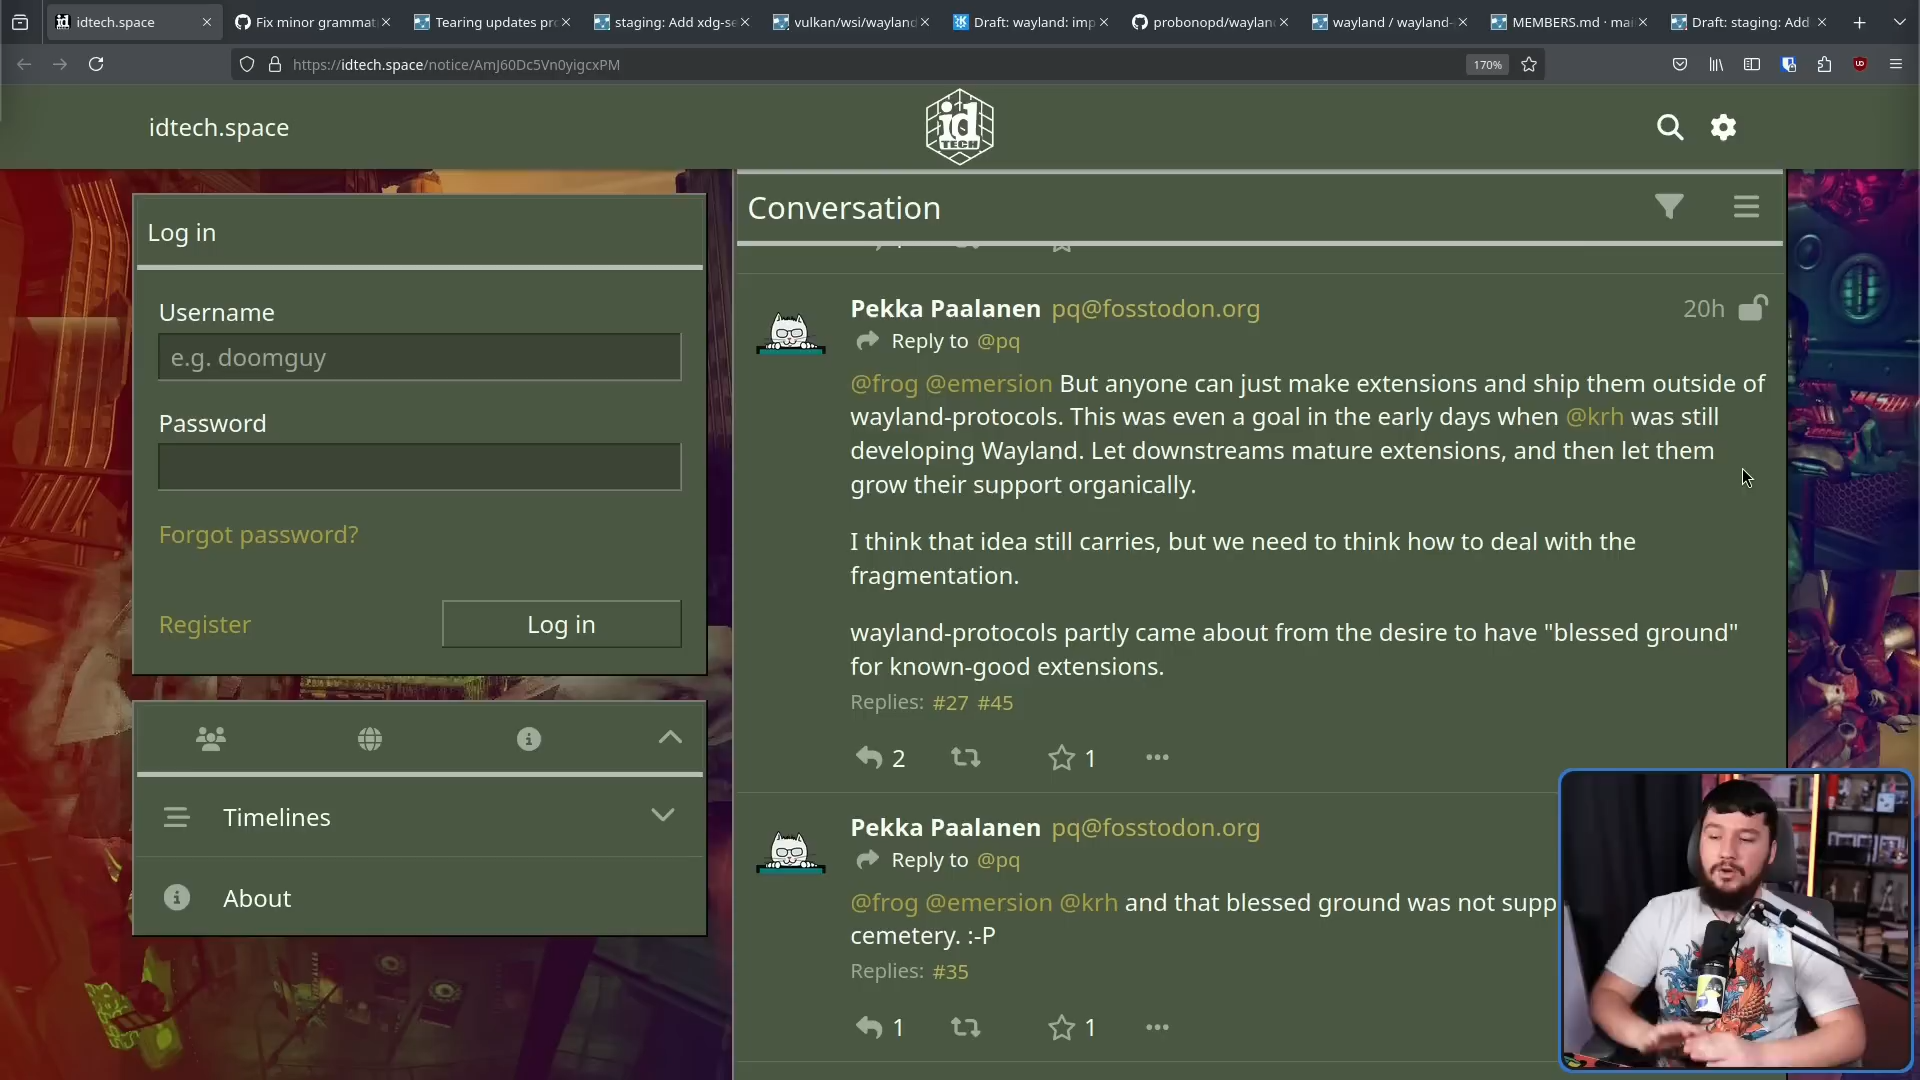 idtech.space
Fix minor grammat
Tearing updates pr
staging: Add xdg-se
vulkan/wsi/wayland
Draft: wayland: imp
probonopd/waylan
wayland / wayland-
MEMBERS.md · mai
Draft: staging: Add
https://idtech.space/notice/AmJ60Dc5Vn0yigcxPM
170%
idtech.space
id
TECH
Log in
Username
e.g. doomguy
Password
Forgot password?
Register
Log in
Timelines
About
Conversation
Pekka Paalanen pq@fosstodon.org
20h
Reply to @pq
@frog @emersion But anyone can just make extensions and ship them outside of
wayland-protocols. This was even a goal in the early days when @krh was still
developing Wayland. Let downstreams mature extensions, and then let them
grow their support organically.
I think that idea still carries, but we need to think how to deal with the
fragmentation.
wayland-protocols partly came about from the desire to have "blessed ground"
for known-good extensions.
Replies: #27 #45
2
1
Pekka Paalanen pq@fosstodon.org
Reply to @pq
@frog @emersion @krh and that blessed ground was not supp
cemetery. :-P
Replies: #35
1
1